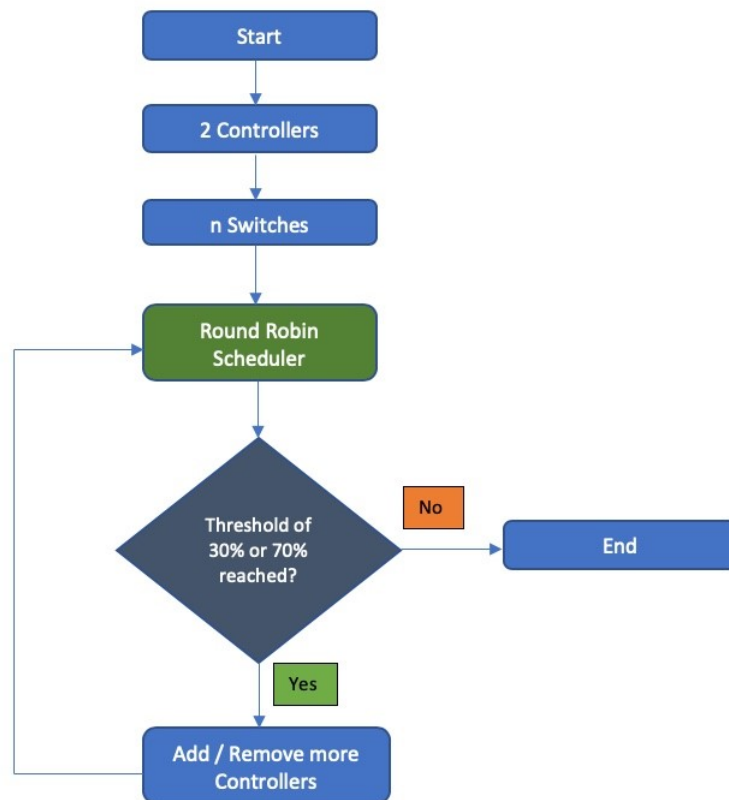 Start
2 Controllers
n Switches
Round Robin
Scheduler
Threshold of
30% or 70%
reached?
No
End
Yes
Add / Remove more
Controllers